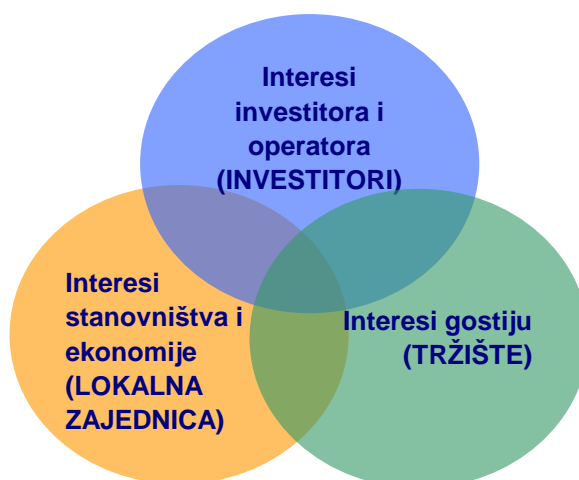 Interesi
investitora i
operatora
(INVESTITORI)
Interesi
stanovništva i
ekonomije
(LOKALNA
ZAJEDNICA)
Interesi gostiju
(TRŽIŠTE)